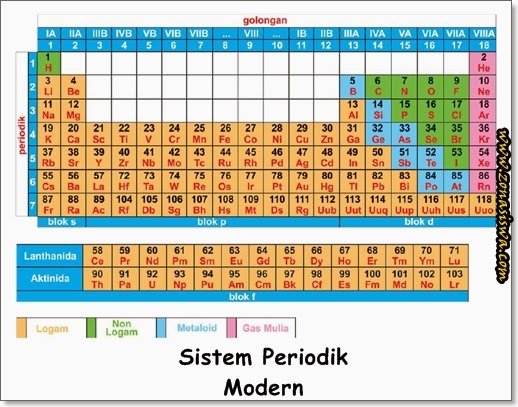 golongan
IA IIA IIIB IVB VB VIB VIIB ... VIII ... IB IIB IIIA IVA VA VIA VIIA VIIIA
1 2 3 4 5 6 7 8 9 10 11 12 13 14 15 16 17 18
periodik
1 1 2
H He
2 3 4 5 6 7 8 9 10
Li Be B C N O F Ne
3 11 12 13 14 15 16 17 18
Na Mg Al Si P S Cl Ar
4 19 20 21 22 23 24 25 26 27 28 29 30 31 32 33 34 35 36
K Ca Sc Ti V Cr Mn Fe Co Ni Cu Zn Ga Ge As Se Br Kr
5 37 38 39 40 41 42 43 44 45 46 47 48 49 50 51 52 53 54
Rb Sr Y Zr Nb Mo Tc Ru Rh Pd Ag Cd In Sn Sb Te I Xe
6 55 56 57 72 73 74 75 76 77 78 79 80 81 82 83 84 85 86
Cs Ba La Hf Ta W Re Os Ir Pt Au Hg Tl Pb Bi Po At Rn
7 87 88 89 104 105 106 107 108 109 110 111 112 113 114 115 116 117 118
Fr Ra Ac Rf Db Sg Bh Hs Mt Ds Rg Uub Uut Uuq Uup Uuh Uus Uuo
blok s blok p blok d
Lanthanida 58 59 60 61 62 63 64 65 66 67 68 69 70 71
Ce Pr Nd Pm Sm Eu Gd Tb Dy Ho Er Tm Ym Lu
Aktinida 90 91 92 93 94 95 96 97 98 99 100 101 102 103
Th Pa U Np Pu Am Cm Bk Cf Es Fm Md No Lr
blok f
Logam
Non
Logam
Metaloid
Gas Mulia
Sistem Periodik
Modern
www.zonasiswa.com